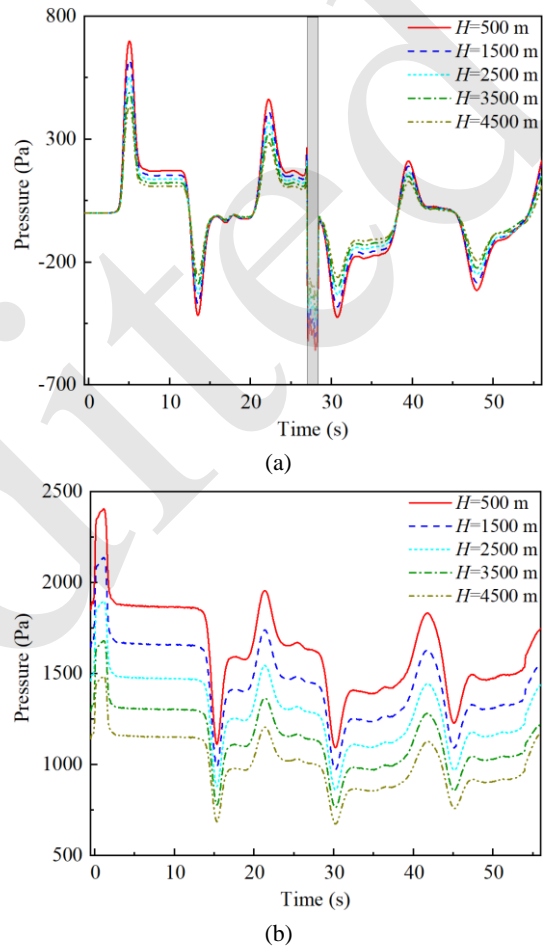 800
300
-200
-700
Pressure (Pa)
H=500 m
H=1500 m
H=2500 m
H=3500 m
H=4500 m
0 10 20 30 40 50
Time (s)
(a)
2500
2000
1500
1000
500
Pressure (Pa)
H=500 m
H=1500 m
H=2500 m
H=3500 m
H=4500 m
0 10 20 30 40 50
Time (s)
(b)